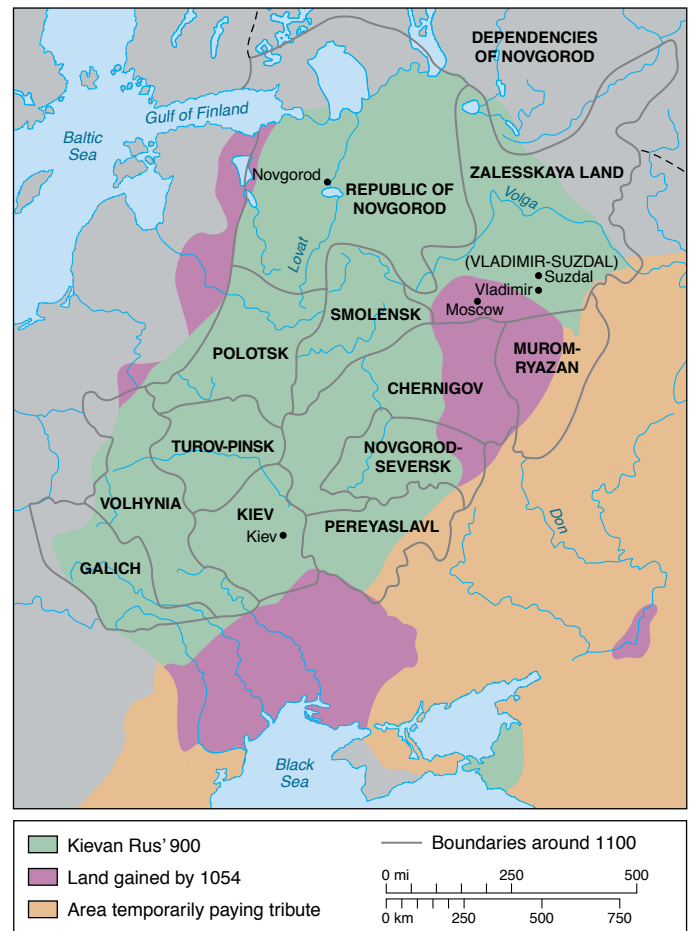 DEPENDENCIES
OF NOVGOROD
Gulf of Finland
Baltic
Sea
Novgorod
REPUBLIC OF
NOVGOROD
ZALESSKAYA LAND
Volga
Lovat
(VLADIMIR-SUZDAL)
Suzdal
Vladimir
Moscow
SMOLENSK
POLOTSK
MUROM-
RYAZAN
CHERNIGOV
TUROV-PINSK
NOVGOROD-
SEVERSK
VOLHYNIA
KIEV
Kiev
PEREYASLAVL
Don
GALICH
Black
Sea
Kievan Rus' 900
Land gained by 1054
Area temporarily paying tribute
Boundaries around 1100
0 mi 250 500
0 km 250 500 750